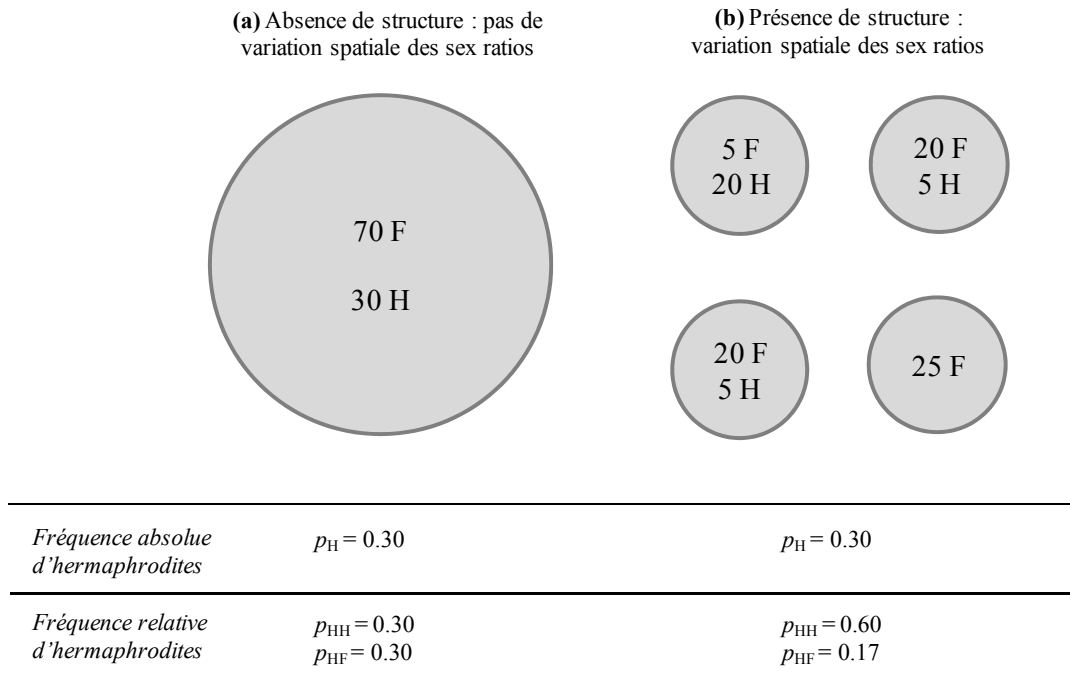 (a) Absence de structure : pas de
variation spatiale des sex ratios
(b) Présence de structure :
variation spatiale des sex ratios
70 F
30 H
5 F
20 H
20 F
5 H
20 F
5 H
25 F
Fréquence absolue
d’hermaphrodites
pH = 0.30
pH = 0.30
Fréquence relative
d’hermaphrodites
pHH = 0.30
pHF = 0.30
pHH = 0.60
pHF = 0.17